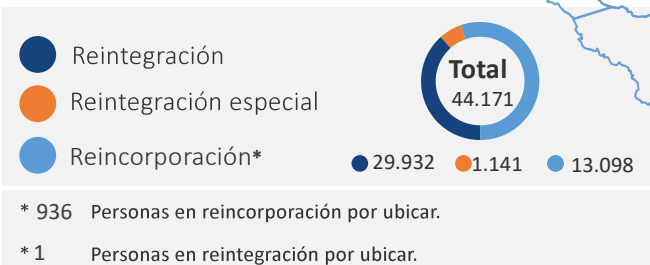 Reintegración
Reintegración especial
Reincorporación*
Total
44.171
29.932 1.141 13.098
* 936 Personas en reincorporación por ubicar.
* 1 Personas en reintegración por ubicar.